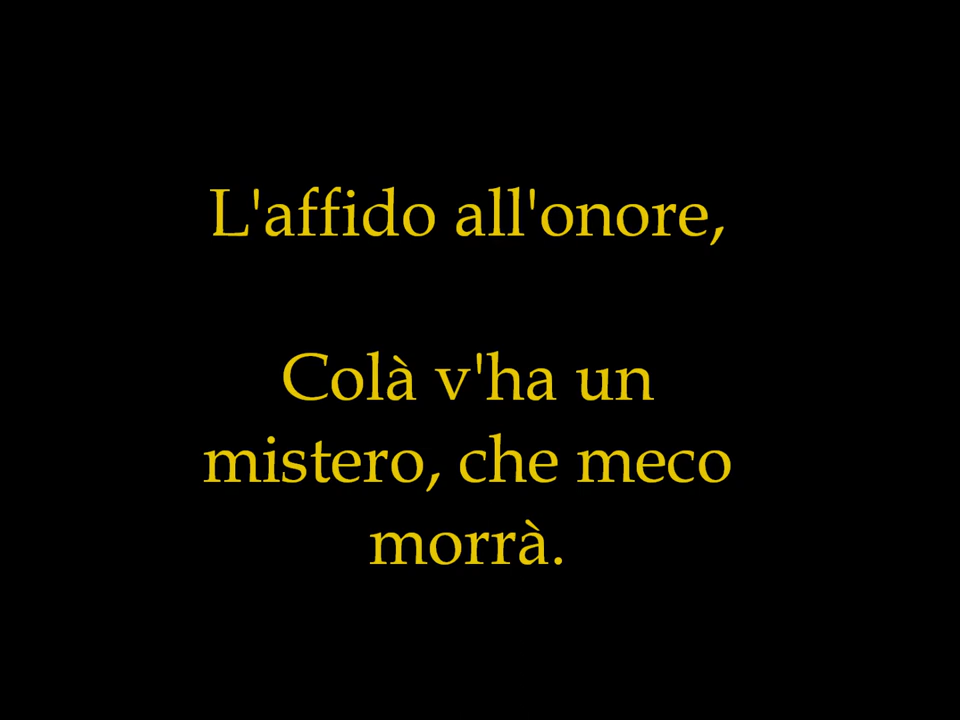 L'affido all'onore,
Colà v'ha un
mistero, che meco
morrà.